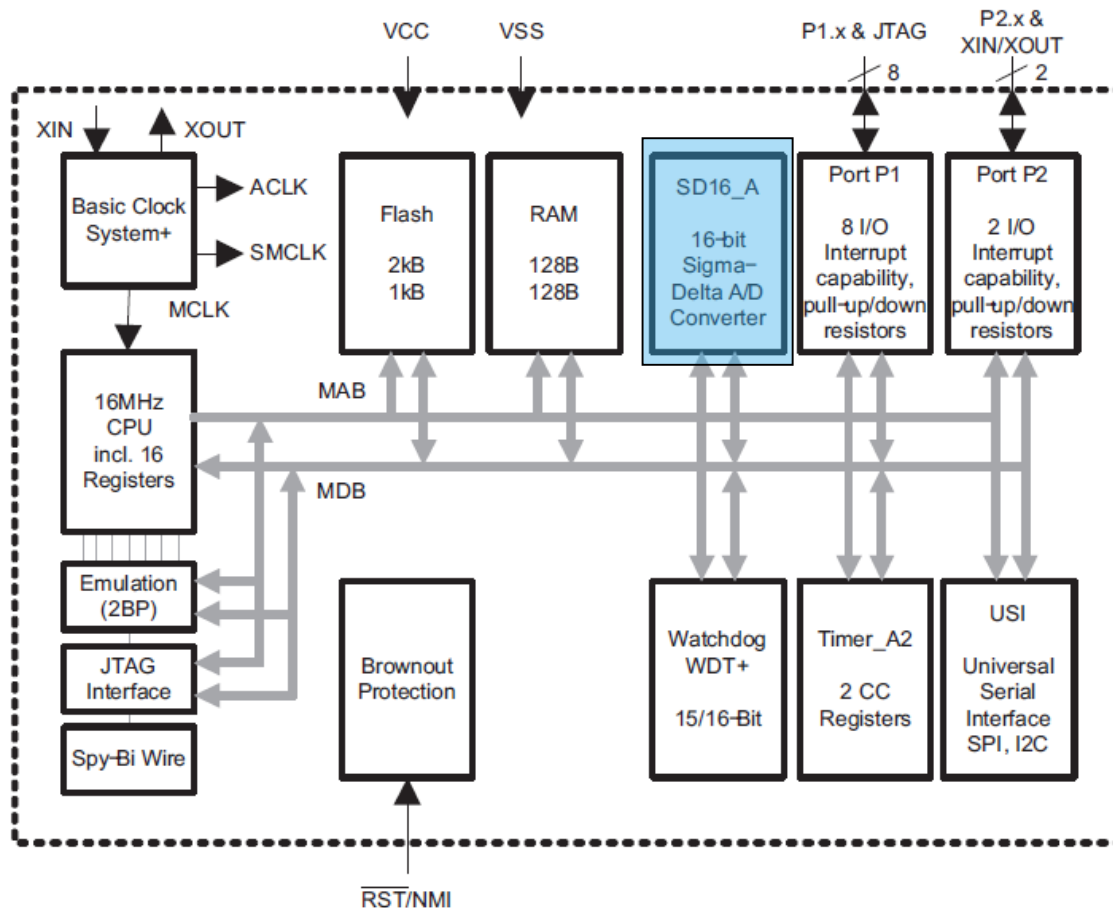 VCC
VSS
P1.x & JTAG
P2.x &
XIN/XOUT
8
2
XIN
XOUT
Basic Clock
System+
ACLK
SMCLK
MCLK
Flash
2kB
1kB
RAM
128B
128B
SD16_A
16-bit
Sigma-
Delta A/D
Converter
Port P1
8 I/O
Interrupt
capability,
pull-up/down
resistors
Port P2
2 I/O
Interrupt
capability,
pull-up/down
resistors
16MHz
CPU
incl. 16
Registers
MAB
MDB
Emulation
(2BP)
JTAG
Interface
Spy-Bi Wire
Brownout
Protection
Watchdog
WDT+
15/16-Bit
Timer_A2
2 CC
Registers
USI
Universal
Serial
Interface
SPI, I2C
RST/NMI